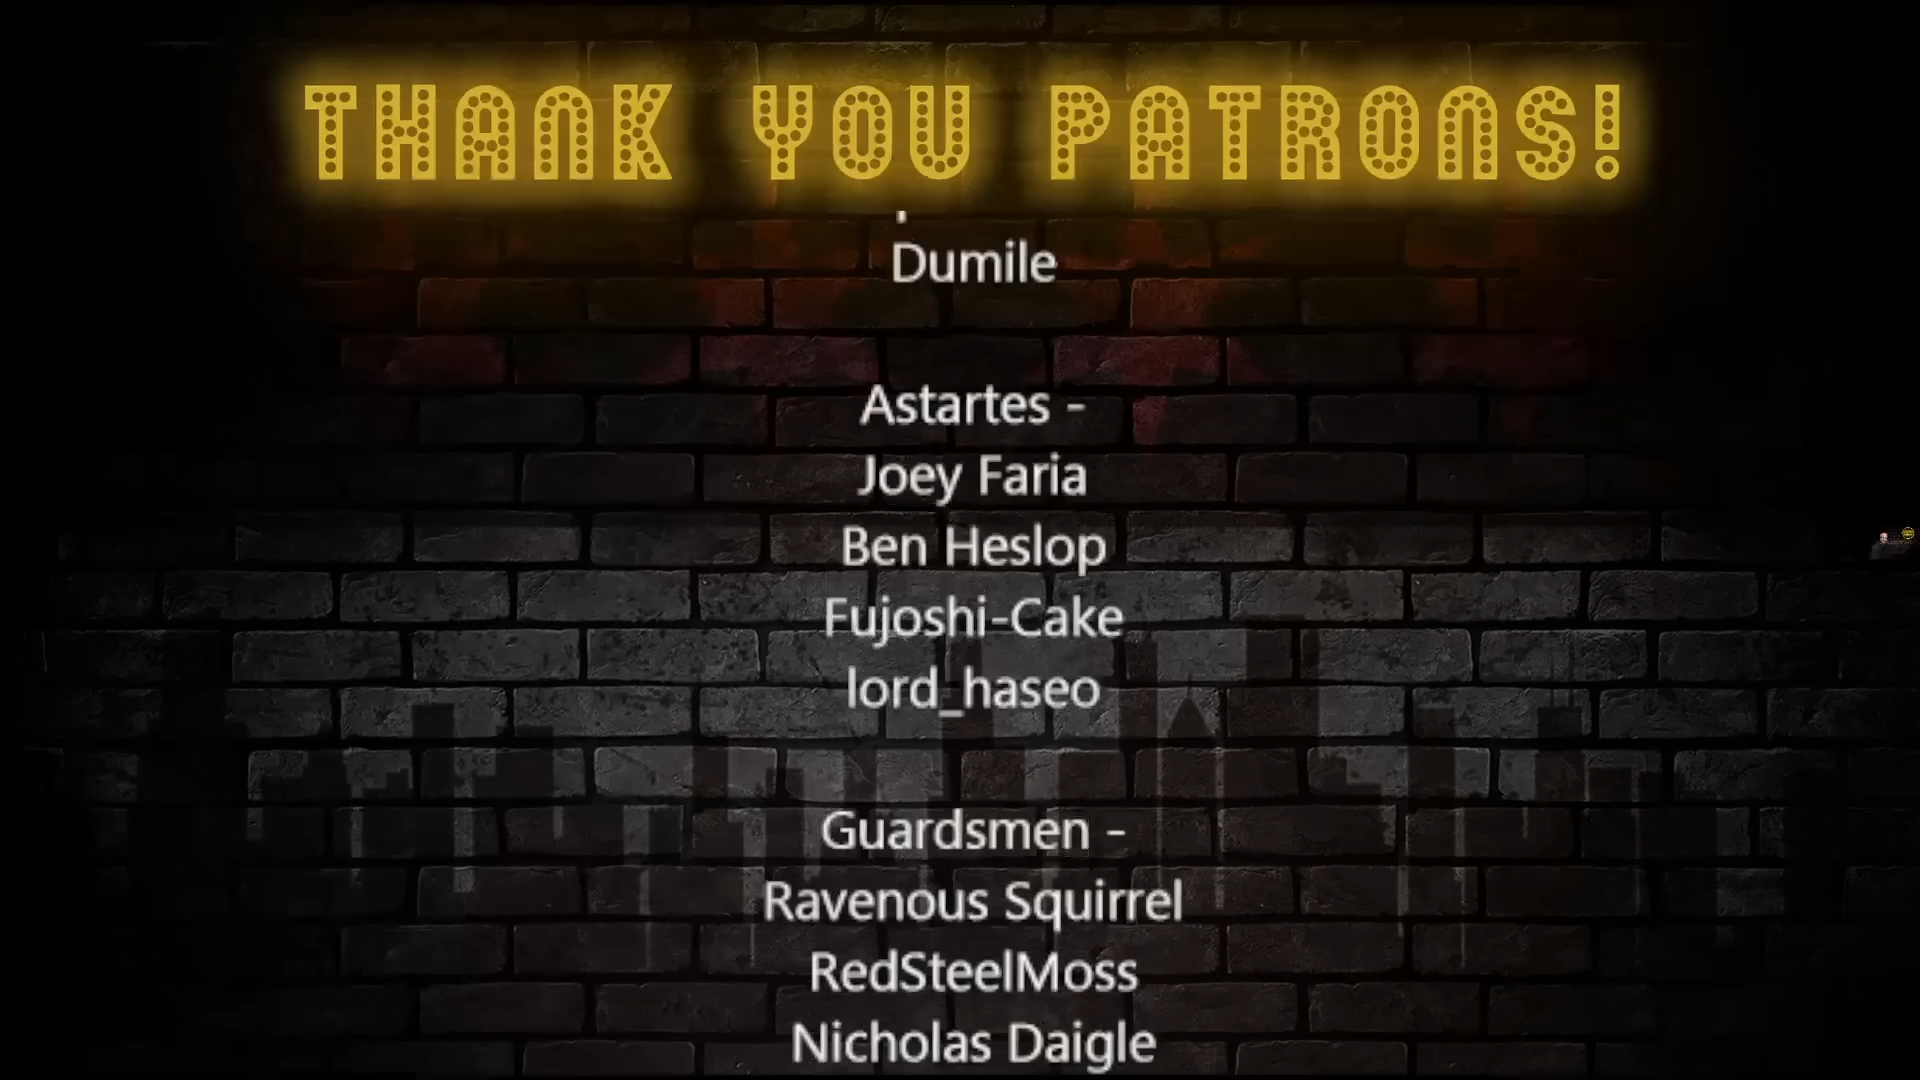 THANK YOU PATRONS!
Dumile
Astartes -
Joey Faria
Ben Heslop
Fujoshi-Cake
lord_haseo
Guardsmen -
Ravenous Squirrel
RedSteelMoss
Nicholas Daigle